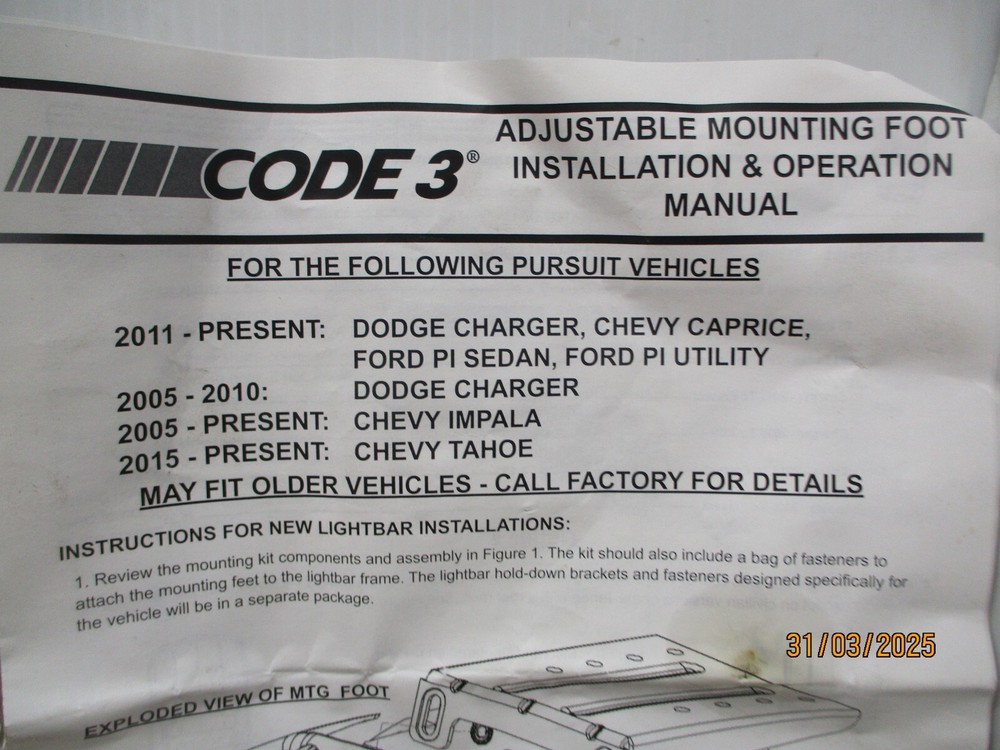 CODE 3®
ADJUSTABLE MOUNTING FOOT
INSTALLATION & OPERATION
MANUAL
FOR THE FOLLOWING PURSUIT VEHICLES
2011 - PRESENT: DODGE CHARGER, CHEVY CAPRICE,
FORD PI SEDAN, FORD PI UTILITY
2005 - 2010: DODGE CHARGER
2005 - PRESENT: CHEVY IMPALA
2015 - PRESENT: CHEVY TAHOE
MAY FIT OLDER VEHICLES - CALL FACTORY FOR DETAILS
INSTRUCTIONS FOR NEW LIGHTBAR INSTALLATIONS:
1. Review the mounting kit components and assembly in Figure 1. The kit should also include a bag of fasteners to
attach the mounting feet to the lightbar frame. The lightbar hold-down brackets and fasteners designed specifically for
the vehicle will be in a separate package.
31/03/2025
EXPLODED VIEW OF MTG FOOT